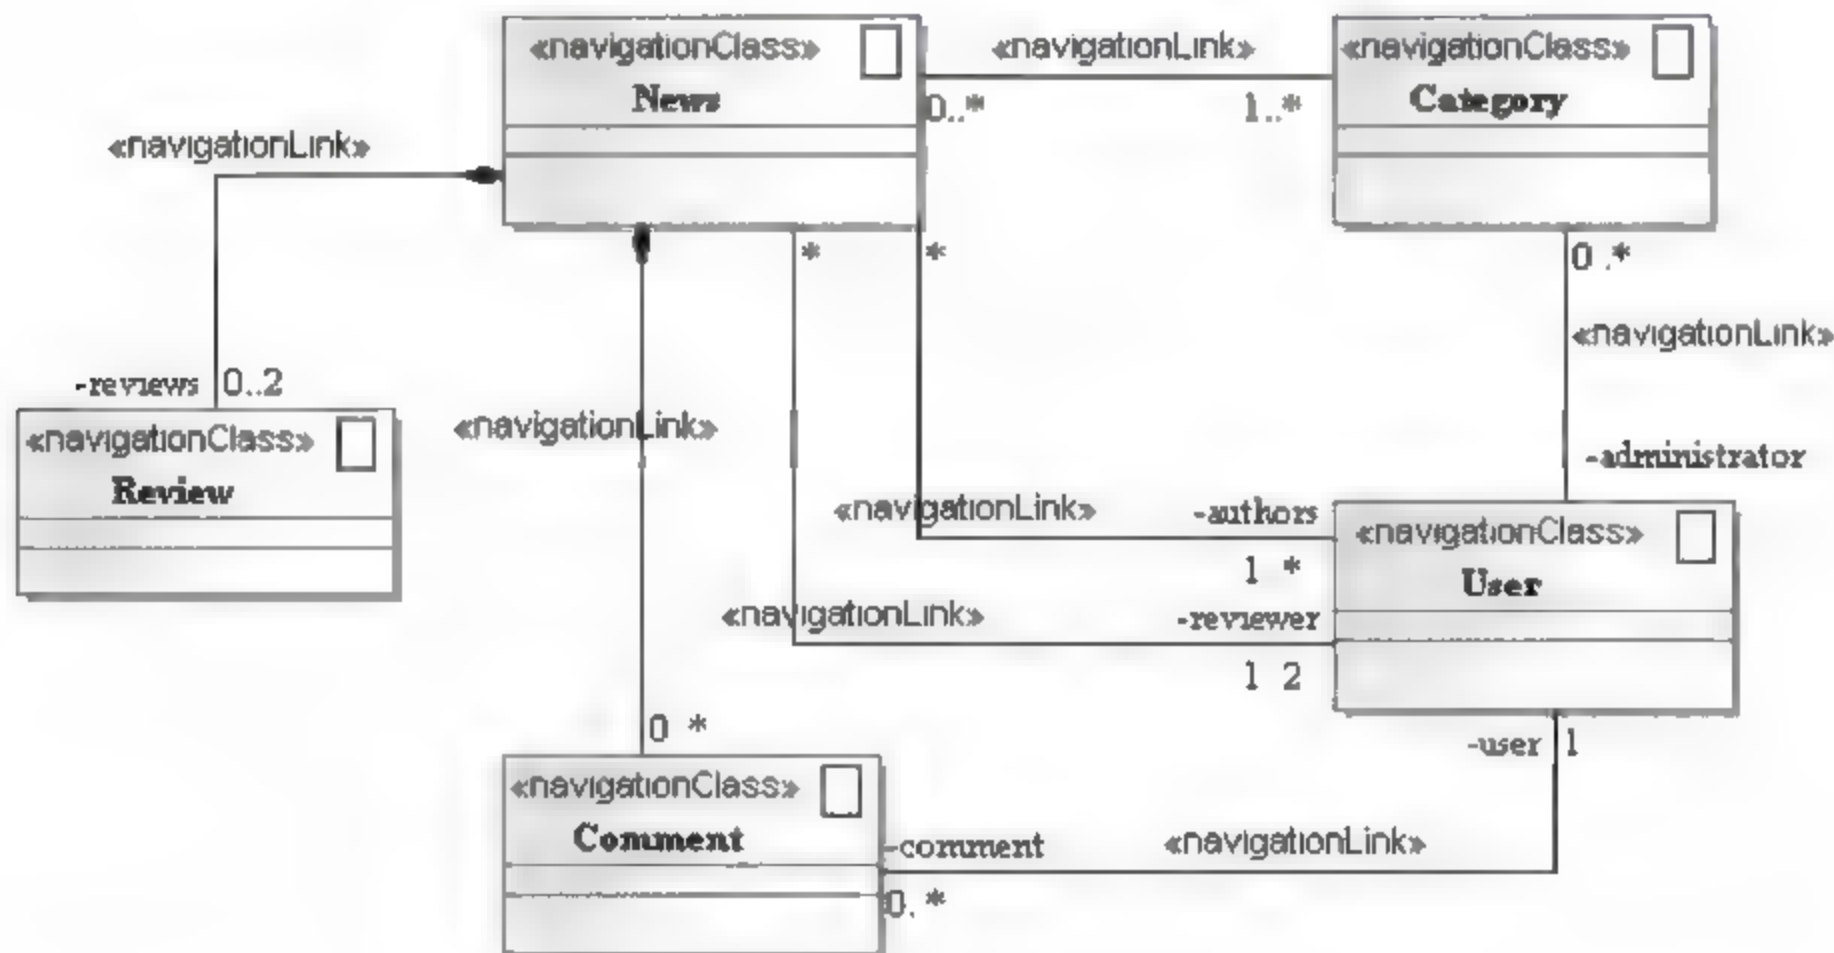 «navigationClass»
News
«navigationLink»
«navigationClass»
Category
0..*
1..*
«navigationLink»
*
*
0..*
«navigationLink»
-reviews 0..2
«navigationClass»
Review
«navigationLink»
-administrator
«navigationLink»
-authors
1 *
«navigationClass»
User
«navigationLink»
-reviewer
1 2
0 *
-user 1
«navigationClass»
Comment
-comment
«navigationLink»
0..*